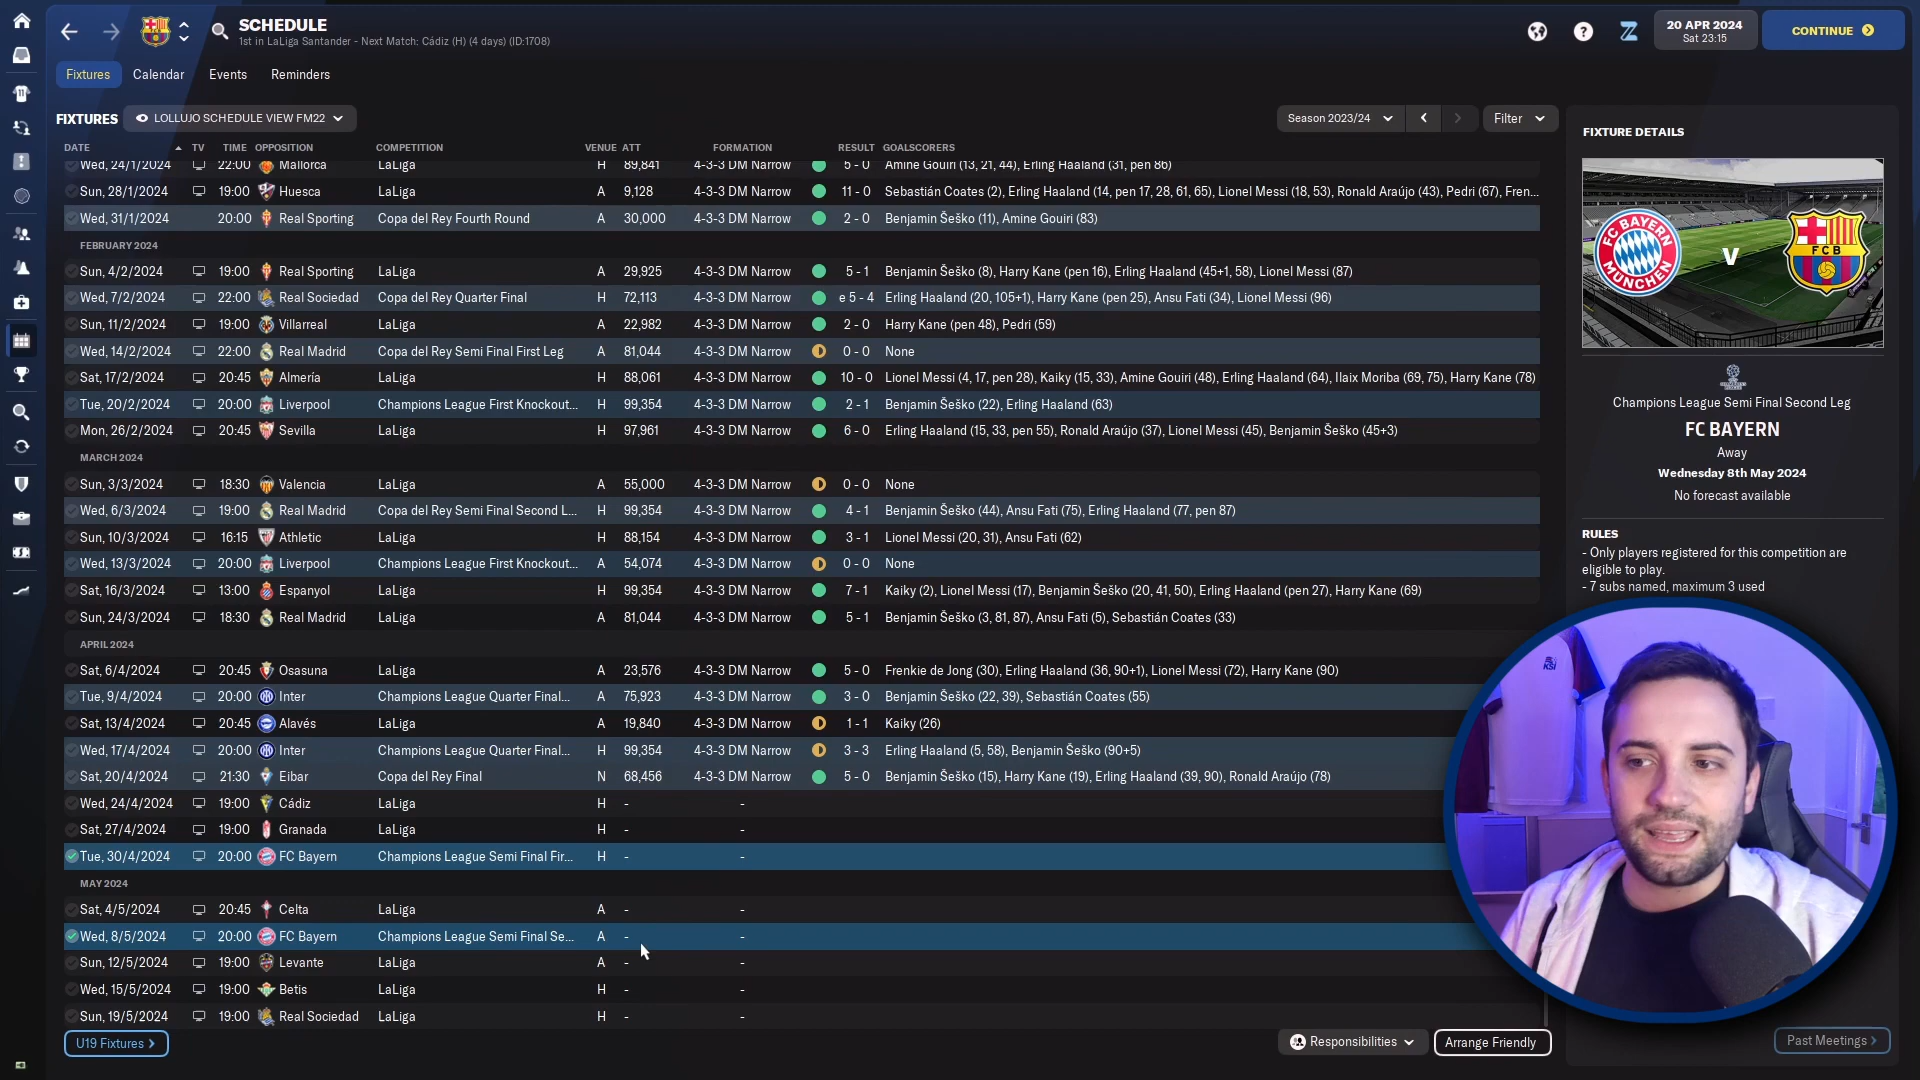 SCHEDULE
1st in LaLiga Santander - Next Match: Cádiz (H) (4 days) (ID:1708)
20 APR 2024
Sat 23:15
CONTINUE
Fixtures Calendar Events Reminders
FIXTURES LOLLUJO SCHEDULE VIEW FM22 Season 2023/24 Filter
DATE TV TIME OPPOSITION COMPETITION VENUE ATT FORMATION RESULT GOALSCORERS
Wed, 24/1/2024 22:00 Mallorca LaLiga H 89,841 4-3-3 DM Narrow 5 - 0 Amine Gouiri (13, 21, 44), Erling Haaland (31, pen 86)
Sun, 28/1/2024 19:00 Huesca LaLiga A 9,128 4-3-3 DM Narrow 11 - 0 Sebastián Coates (2), Erling Haaland (14, pen 17, 28, 61, 65), Lionel Messi (18, 53), Ronald Araújo (43), Pedri (67), Fren...
Wed, 31/1/2024 20:00 Real Sporting Copa del Rey Fourth Round A 30,000 4-3-3 DM Narrow 2 - 0 Benjamin Šeško (11), Amine Gouiri (83)
FEBRUARY 2024
Sun, 4/2/2024 19:00 Real Sporting LaLiga A 29,925 4-3-3 DM Narrow 5 - 1 Benjamin Šeško (8), Harry Kane (pen 16), Erling Haaland (45+1, 58), Lionel Messi (87)
Wed, 7/2/2024 22:00 Real Sociedad Copa del Rey Quarter Final H 72,113 4-3-3 DM Narrow e 5 - 4 Erling Haaland (20, 105+1), Harry Kane (pen 25), Ansu Fati (34), Lionel Messi (96)
Sun, 11/2/2024 19:00 Villarreal LaLiga A 22,982 4-3-3 DM Narrow 2 - 0 Harry Kane (pen 48), Pedri (59)
Wed, 14/2/2024 22:00 Real Madrid Copa del Rey Semi Final First Leg A 81,044 4-3-3 DM Narrow 0 - 0 None
Sat, 17/2/2024 20:45 Almería LaLiga H 88,061 4-3-3 DM Narrow 10 - 0 Lionel Messi (4, 17, pen 28), Kaiky (15, 33), Amine Gouiri (48), Erling Haaland (64), Ilaix Moriba (69, 75), Harry Kane (78)
Tue, 20/2/2024 20:00 Liverpool Champions League First Knockout... H 99,354 4-3-3 DM Narrow 2 - 1 Benjamin Šeško (22), Erling Haaland (63)
Mon, 26/2/2024 20:45 Sevilla LaLiga H 97,961 4-3-3 DM Narrow 6 - 0 Erling Haaland (15, 33, pen 55), Ronald Araújo (37), Lionel Messi (45), Benjamin Šeško (45+3)
MARCH 2024
Sun, 3/3/2024 18:30 Valencia LaLiga A 55,000 4-3-3 DM Narrow 0 - 0 None
Wed, 6/3/2024 19:00 Real Madrid Copa del Rey Semi Final Second L... H 99,354 4-3-3 DM Narrow 4 - 1 Benjamin Šeško (44), Ansu Fati (75), Erling Haaland (77, pen 87)
Sun, 10/3/2024 16:15 Athletic LaLiga H 88,154 4-3-3 DM Narrow 3 - 1 Lionel Messi (20, 31), Ansu Fati (62)
Wed, 13/3/2024 20:00 Liverpool Champions League First Knockout... A 54,074 4-3-3 DM Narrow 0 - 0 None
Sat, 16/3/2024 13:00 Espanyol LaLiga H 99,354 4-3-3 DM Narrow 7 - 1 Kaiky (2), Lionel Messi (17), Benjamin Šeško (20, 41, 50), Erling Haaland (pen 27), Harry Kane (69)
Sun, 24/3/2024 18:30 Real Madrid LaLiga A 81,044 4-3-3 DM Narrow 5 - 1 Benjamin Šeško (3, 81, 87), Ansu Fati (5), Sebastián Coates (33)
APRIL 2024
Sat, 6/4/2024 20:45 Osasuna LaLiga A 23,576 4-3-3 DM Narrow 5 - 0 Frenkie de Jong (30), Erling Haaland (36, 90+1), Lionel Messi (72), Harry Kane (90)
Tue, 9/4/2024 20:00 Inter Champions League Quarter Final... A 75,923 4-3-3 DM Narrow 3 - 0 Benjamin Šeško (22, 39), Sebastián Coates (55)
Sat, 13/4/2024 20:45 Alavés LaLiga A 19,840 4-3-3 DM Narrow 1 - 1 Kaiky (26)
Wed, 17/4/2024 20:00 Inter Champions League Quarter Final... H 99,354 4-3-3 DM Narrow 3 - 3 Erling Haaland (5, 58), Benjamin Šeško (90+5)
Sat, 20/4/2024 21:30 Eibar Copa del Rey Final N 68,456 4-3-3 DM Narrow 5 - 0 Benjamin Šeško (15), Harry Kane (19), Erling Haaland (39, 90), Ronald Araújo (78)
Wed, 24/4/2024 19:00 Cádiz LaLiga H - -
Sat, 27/4/2024 19:00 Granada LaLiga H - -
Tue, 30/4/2024 20:00 FC Bayern Champions League Semi Final Fir... H - -
MAY 2024
Sat, 4/5/2024 20:45 Celta LaLiga A - -
Wed, 8/5/2024 20:00 FC Bayern Champions League Semi Final Se... A - -
Sun, 12/5/2024 19:00 Levante LaLiga A - -
Wed, 15/5/2024 19:00 Betis LaLiga H - -
Sun, 19/5/2024 19:00 Real Sociedad LaLiga H - -
U19 Fixtures Responsibilities Arrange Friendly
FIXTURE DETAILS
FC BAYERN
MÜNCHEN
V
FCB
Champions League Semi Final Second Leg
FC BAYERN
Away
Wednesday 8th May 2024
No forecast available
RULES
- Only players registered for this competition are
eligible to play.
- 7 subs named, maximum 3 used
KSI
Past Meetings